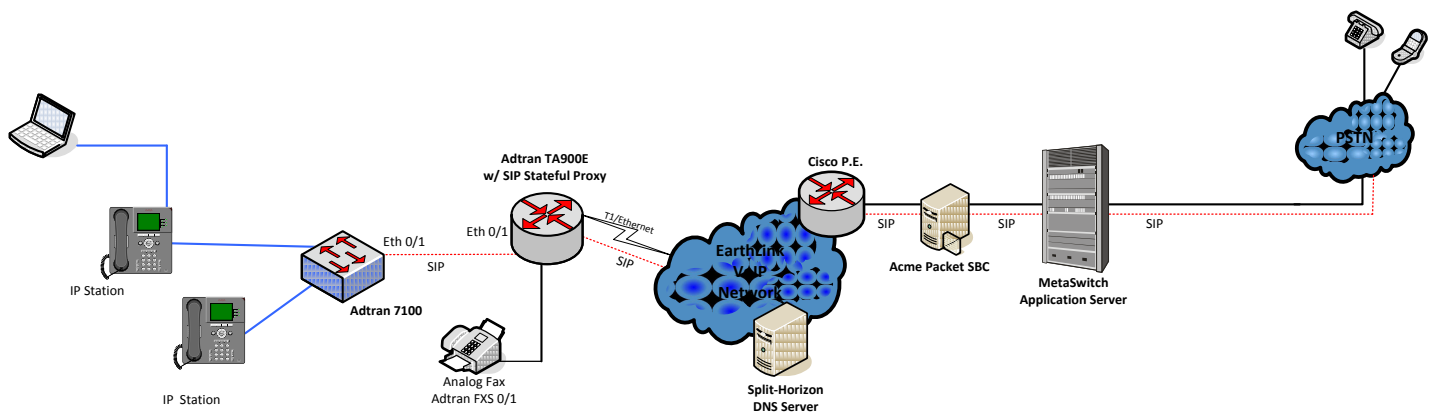 PSTN
Cisco P.E.
Adtran TA900E
w/ SIP Stateful Proxy
T1/Ethernet
Eth 0/1
Eth 0/1
SIP
SIP
SIP
SIP
SIP
EarthLink
VoIP
Network
Acme Packet SBC
MetaSwitch
Application Server
IP Station
Adtran 7100
Analog Fax
Adtran FXS 0/1
IP Station
Split-Horizon
DNS Server